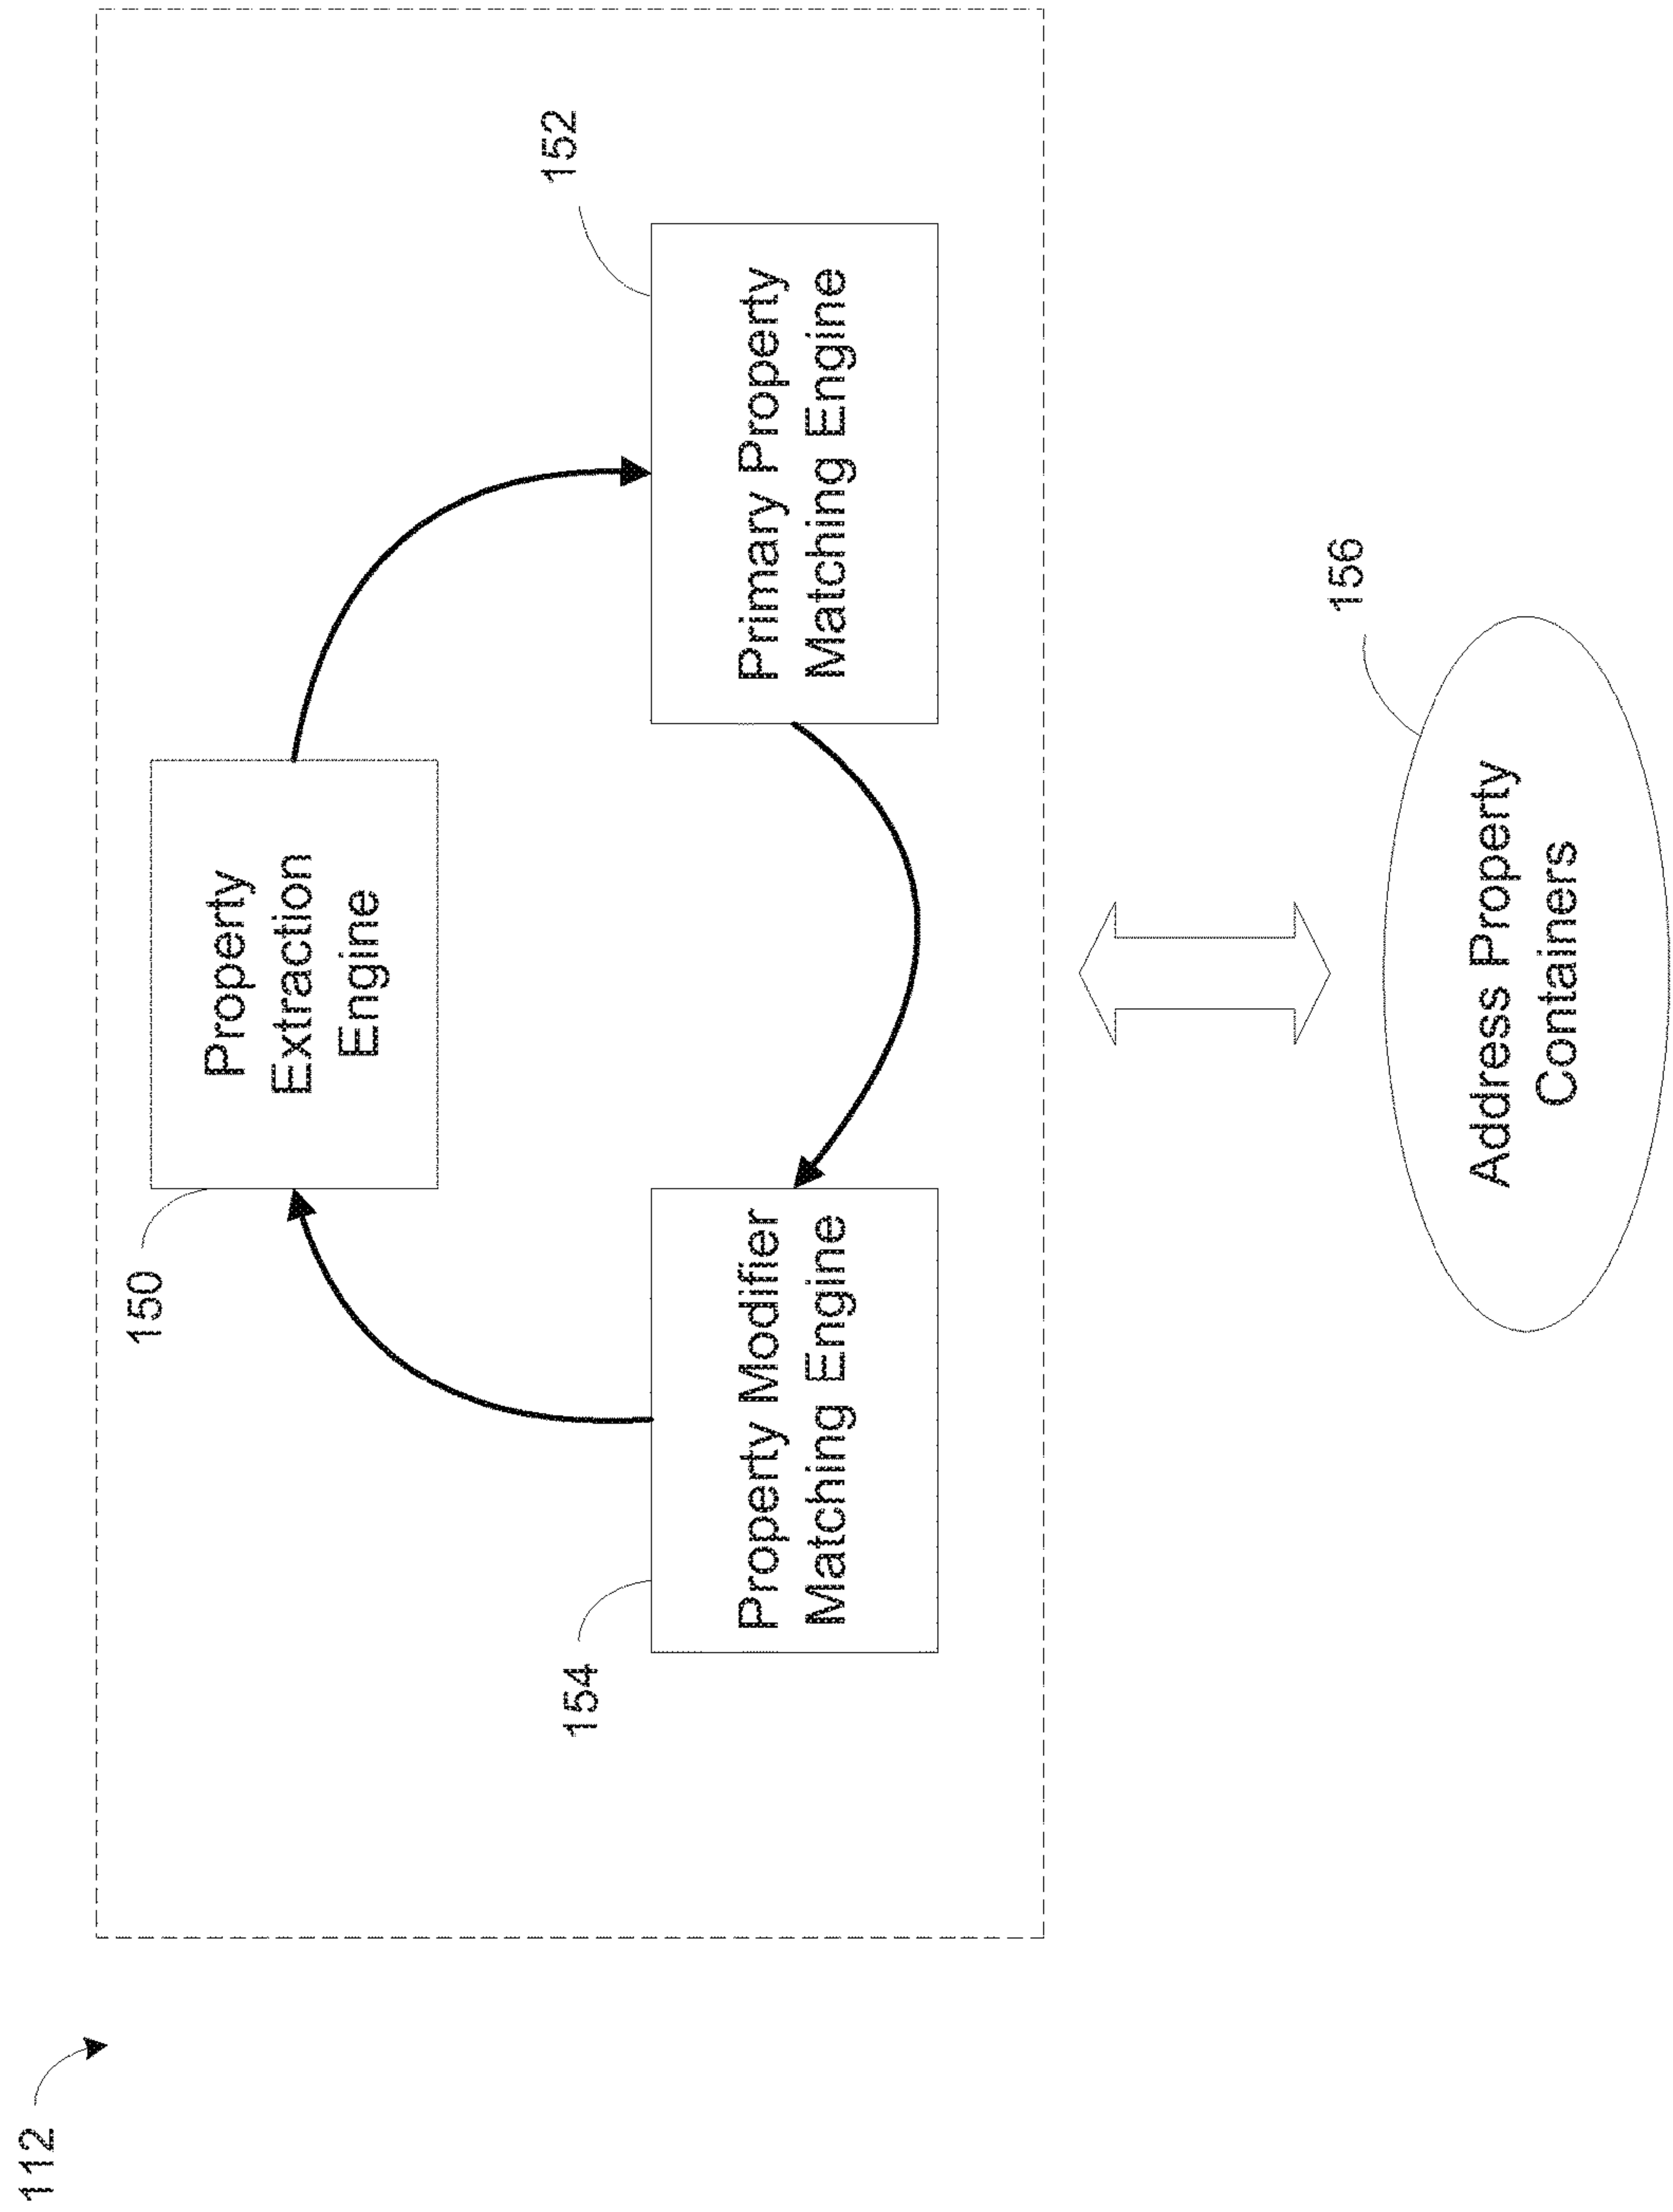 112
150
Property
Extraction
Engine
154
Property Modifier
Matching Engine
152
Primary Property
Matching Engine
156
Address Property
Containers